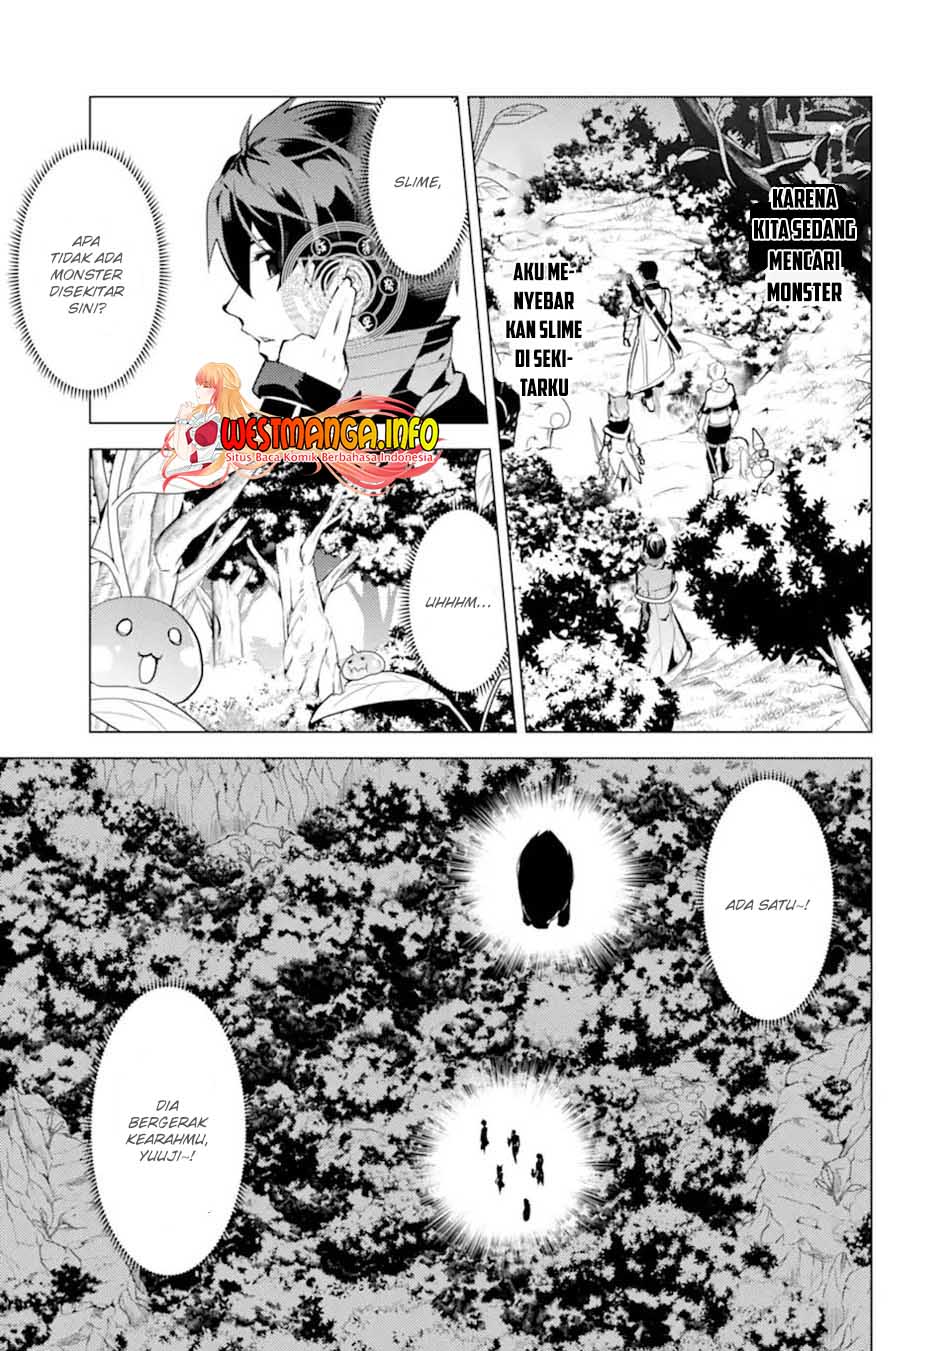 KARENA
KITA SEDANG
MENCARI
MONSTER
AKU ME-
NYEBAR
KAN SLIME
DI SEKI-
TARKU
SLIME,
APA
TIDAK ADA
MONSTER
DISEKITAR
SINI?
WESTMANGA.INFO
Situs Baca Komik Berbahasa Indonesia
UHHHM...
ADA SATU~!
DIA
BERGERAK
KEARAHMU,
YUUJI~!